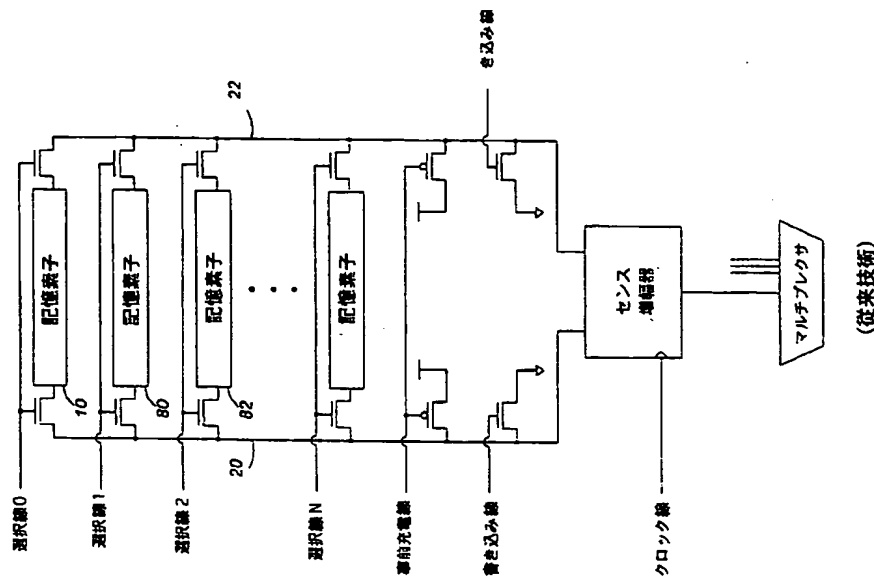 選択線0
選択線1
選択線2
選択線N
事前充電線
書き込み線
クロック線
記憶素子
記憶素子
記憶素子
記憶素子
10
80
82
20
22
き込み線
センス
増幅器
マルチプレクサ
(従来技術)